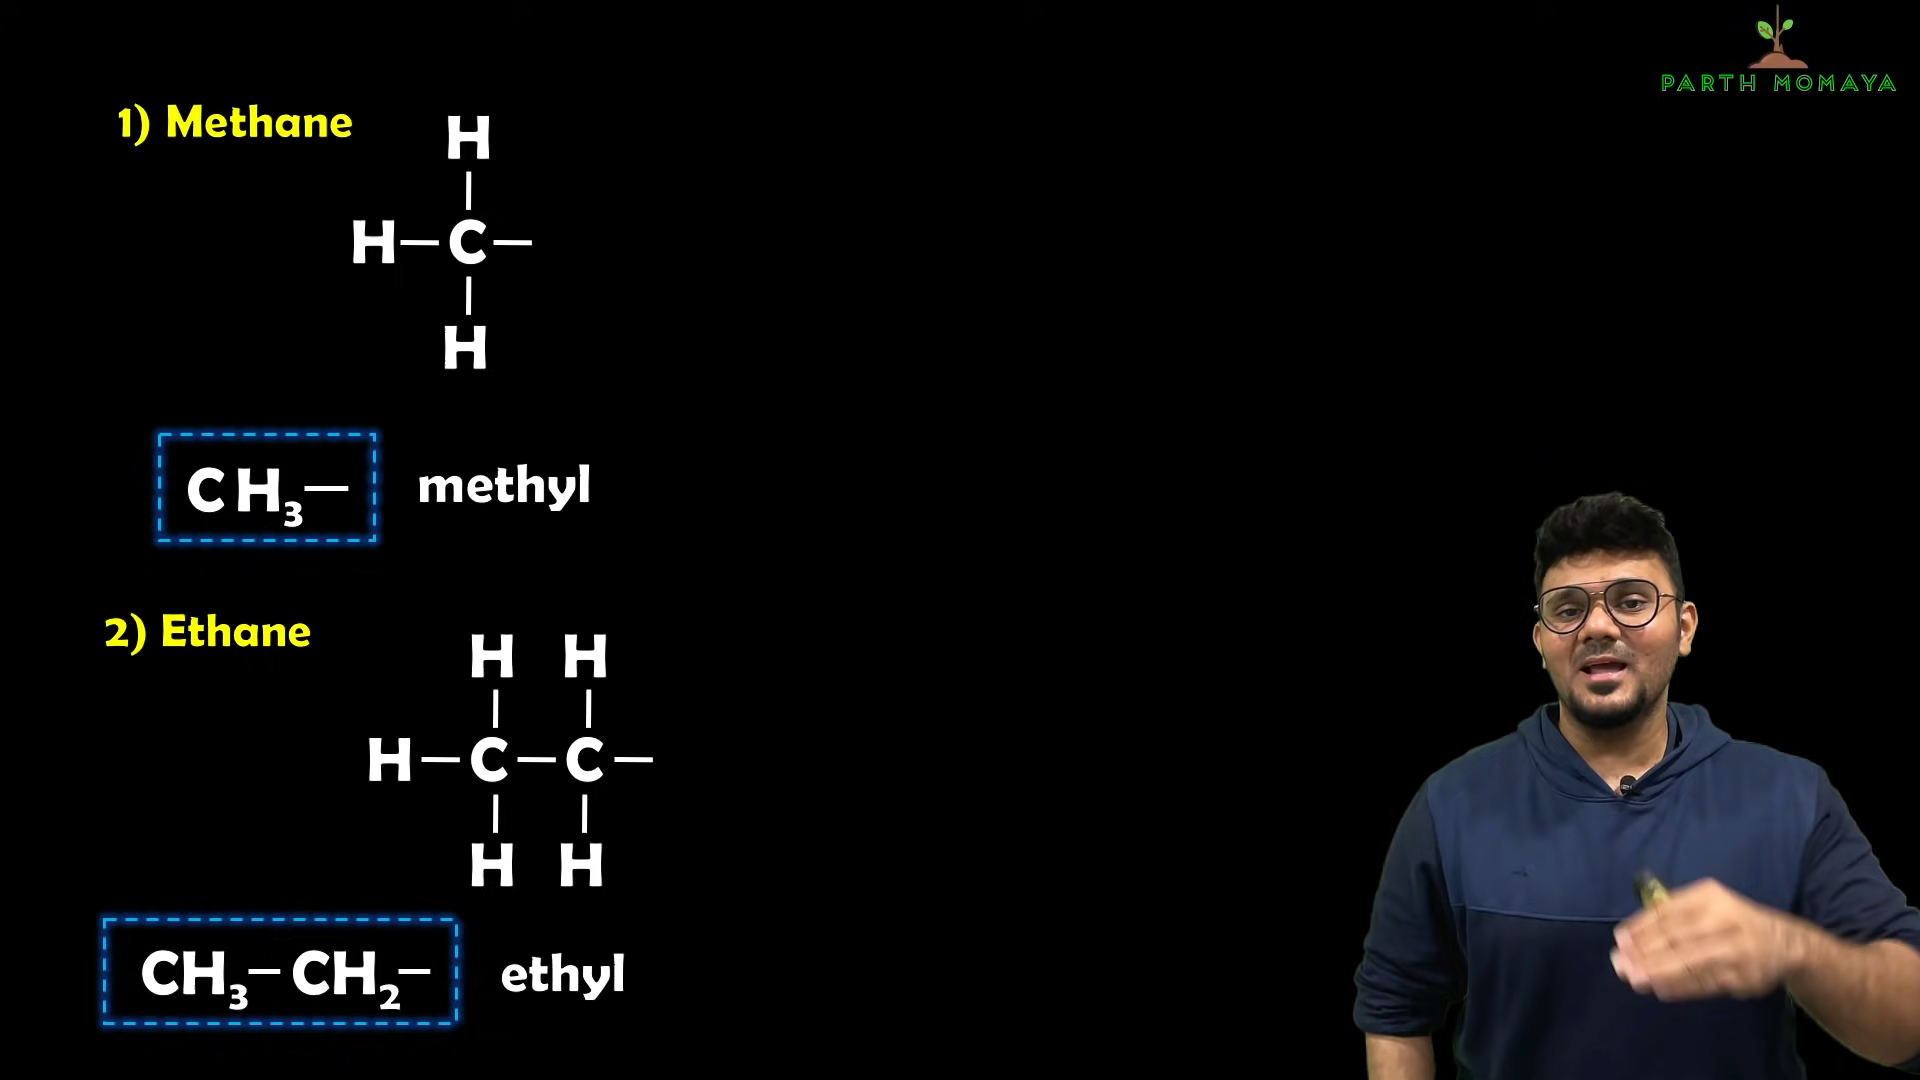 PARTH MOMAYA
1) Methane
H
H—C—
H
CH₃— methyl
2) Ethane
H H
H—C—C—
H H
CH₃—CH₂— ethyl